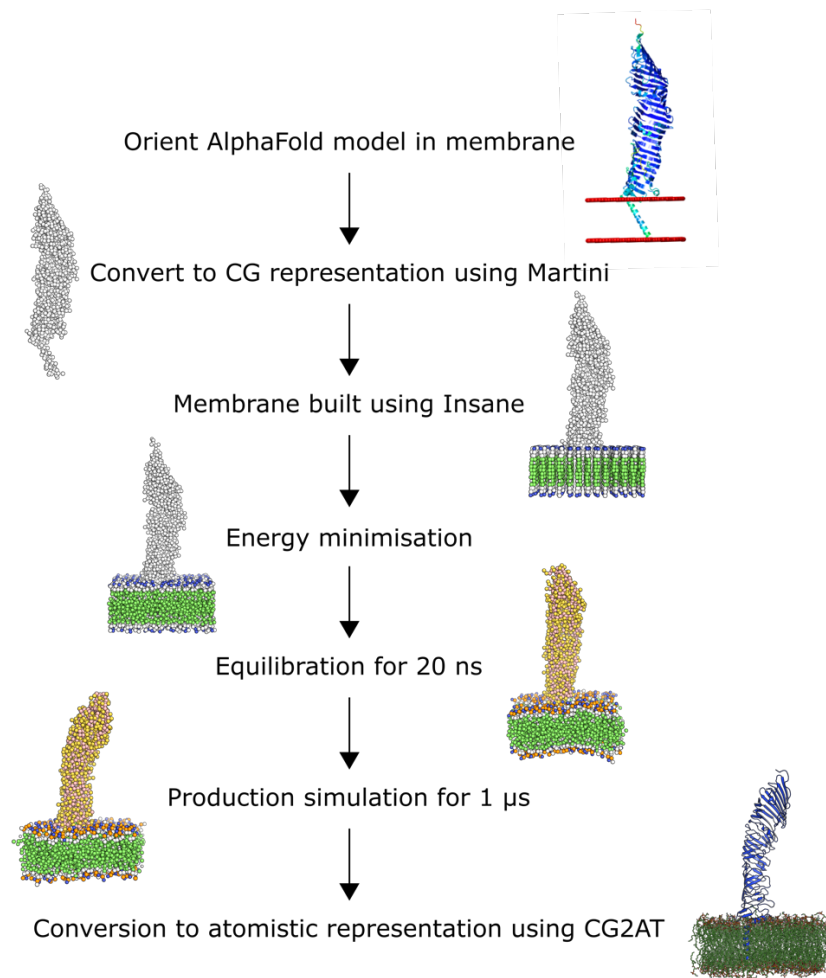 Orient AlphaFold model in membrane
Convert to CG representation using Martini
Membrane built using Insane
Energy minimisation
Equilibration for 20 ns
Production simulation for 1 µs
Conversion to atomistic representation using CG2AT